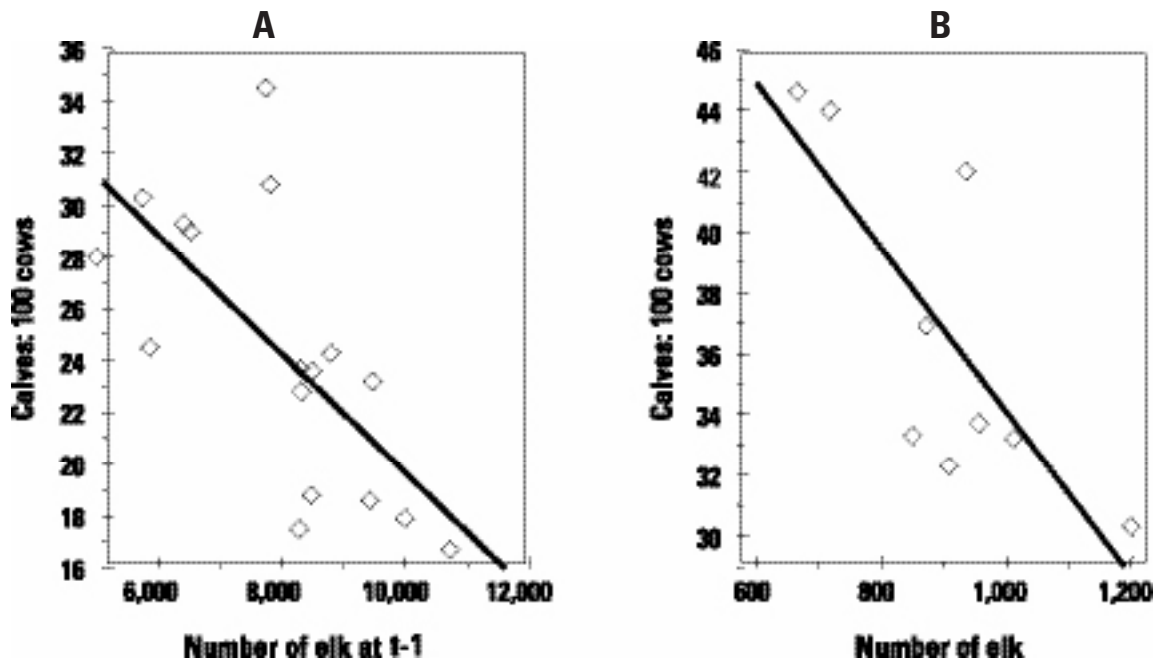 A
36
34
32
30
28
26
24
22
20
18
16
Calves: 100 cows
6,000 8,000 10,000 12,000
Number of elk at t-1
B
46
44
42
40
38
36
34
32
30
Calves: 100 cows
600 800 1,000 1,200
Number of elk